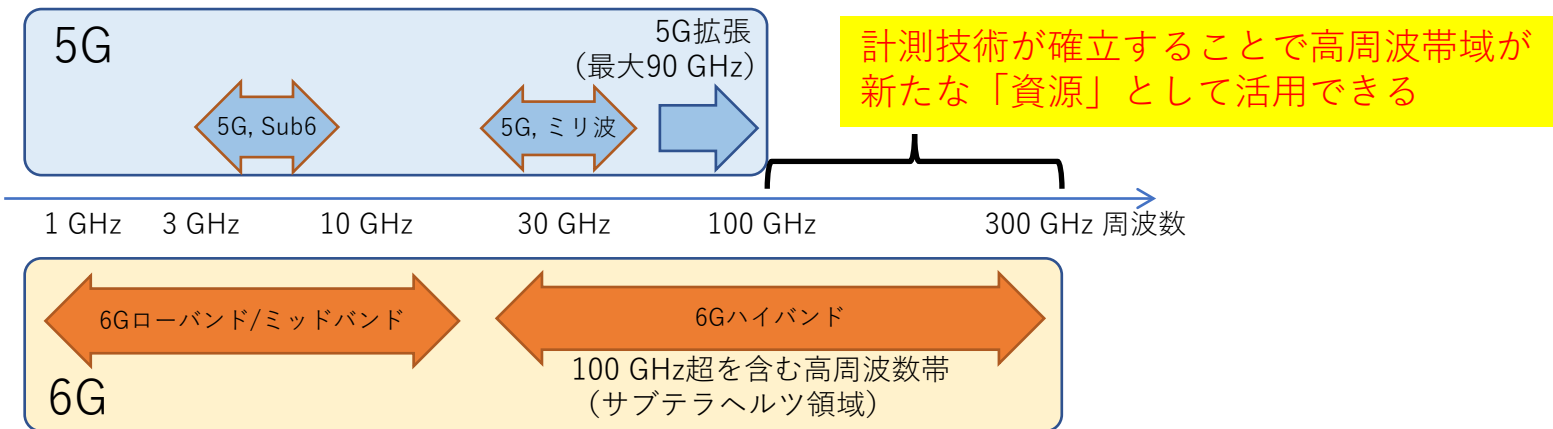 5G
5G拡張
（最大90 GHz）
5G, Sub6
5G, ミリ波
計測技術が確立することで高周波帯域が
新たな「資源」として活用できる
1 GHz 3 GHz 10 GHz 30 GHz 100 GHz 300 GHz 周波数
6Gローバンド/ミッドバンド
6Gハイバンド
100 GHz超を含む高周波数帯
（サブテラヘルツ領域）
6G